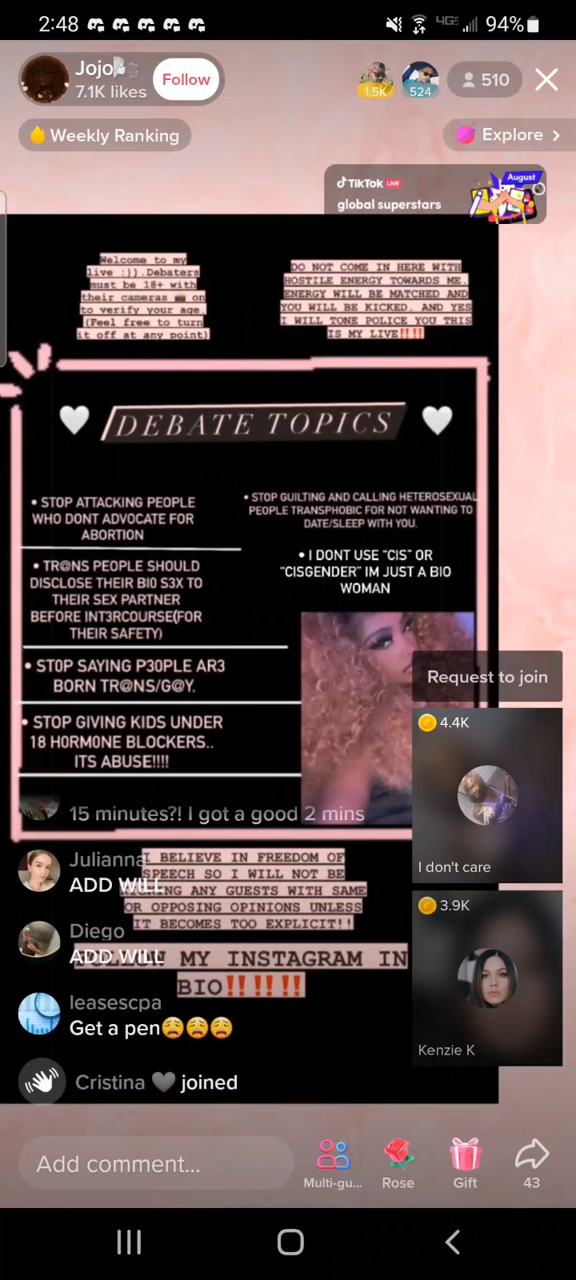 2:48
4G
94%
Jojo
7.1K likes
Follow
1.5K
524
510
Weekly Ranking
Explore >
TikTok LIVE
global superstars
August
Welcome to my
live :)).Debaters
must be 18+ with
their cameras 📷 on
to verify your age.
(Feel free to turn
it off at any point)
DO NOT COME IN HERE WITH
HOSTILE ENERGY TOWARDS ME.
ENERGY WILL BE MATCHED AND
YOU WILL BE KICKED. AND YES
I WILL TONE POLICE YOU THIS
IS MY LIVE‼️‼️
🤍 DEBATE TOPICS 🤍
• STOP ATTACKING PEOPLE
WHO DONT ADVOCATE FOR
ABORTION
• TR@NS PEOPLE SHOULD
DISCLOSE THEIR BI0 S3X TO
THEIR SEX PARTNER
BEFORE INT3RCOURSE(FOR
THEIR SAFETY)
• ST0P SAYING P30PLE AR3
BORN TR@NS/G@Y.
• STOP GIVING KIDS UNDER
18 H0RM0NE BLOCKERS..
ITS ABUSE!!!!
• STOP GUILTING AND CALLING HETEROSEXUAL
PEOPLE TRANSPHOBIC FOR NOT WANTING TO
DATE/SLEEP WITH YOU.
• I DONT USE "CIS" OR
"CISGENDER" IM JUST A BIO
WOMAN
Request to join
4.4K
I don't care
3.9K
Kenzie K
15 minutes?! I got a good 2 mins
I BELIEVE IN FREEDOM OF
SPEECH SO I WILL NOT BE
ANY GUESTS WITH SAME
OR OPPOSING OPINIONS UNLESS
IT BECOMES TOO EXPLICIT!!
MY INSTAGRAM IN
BIO‼️‼️‼️
Julianna
ADD WILL
Diego
ADD WILL
leasescpa
Get a pen😩😩😩
Cristina 🖤 joined
Add comment...
Multi-gu...
Rose
Gift
43